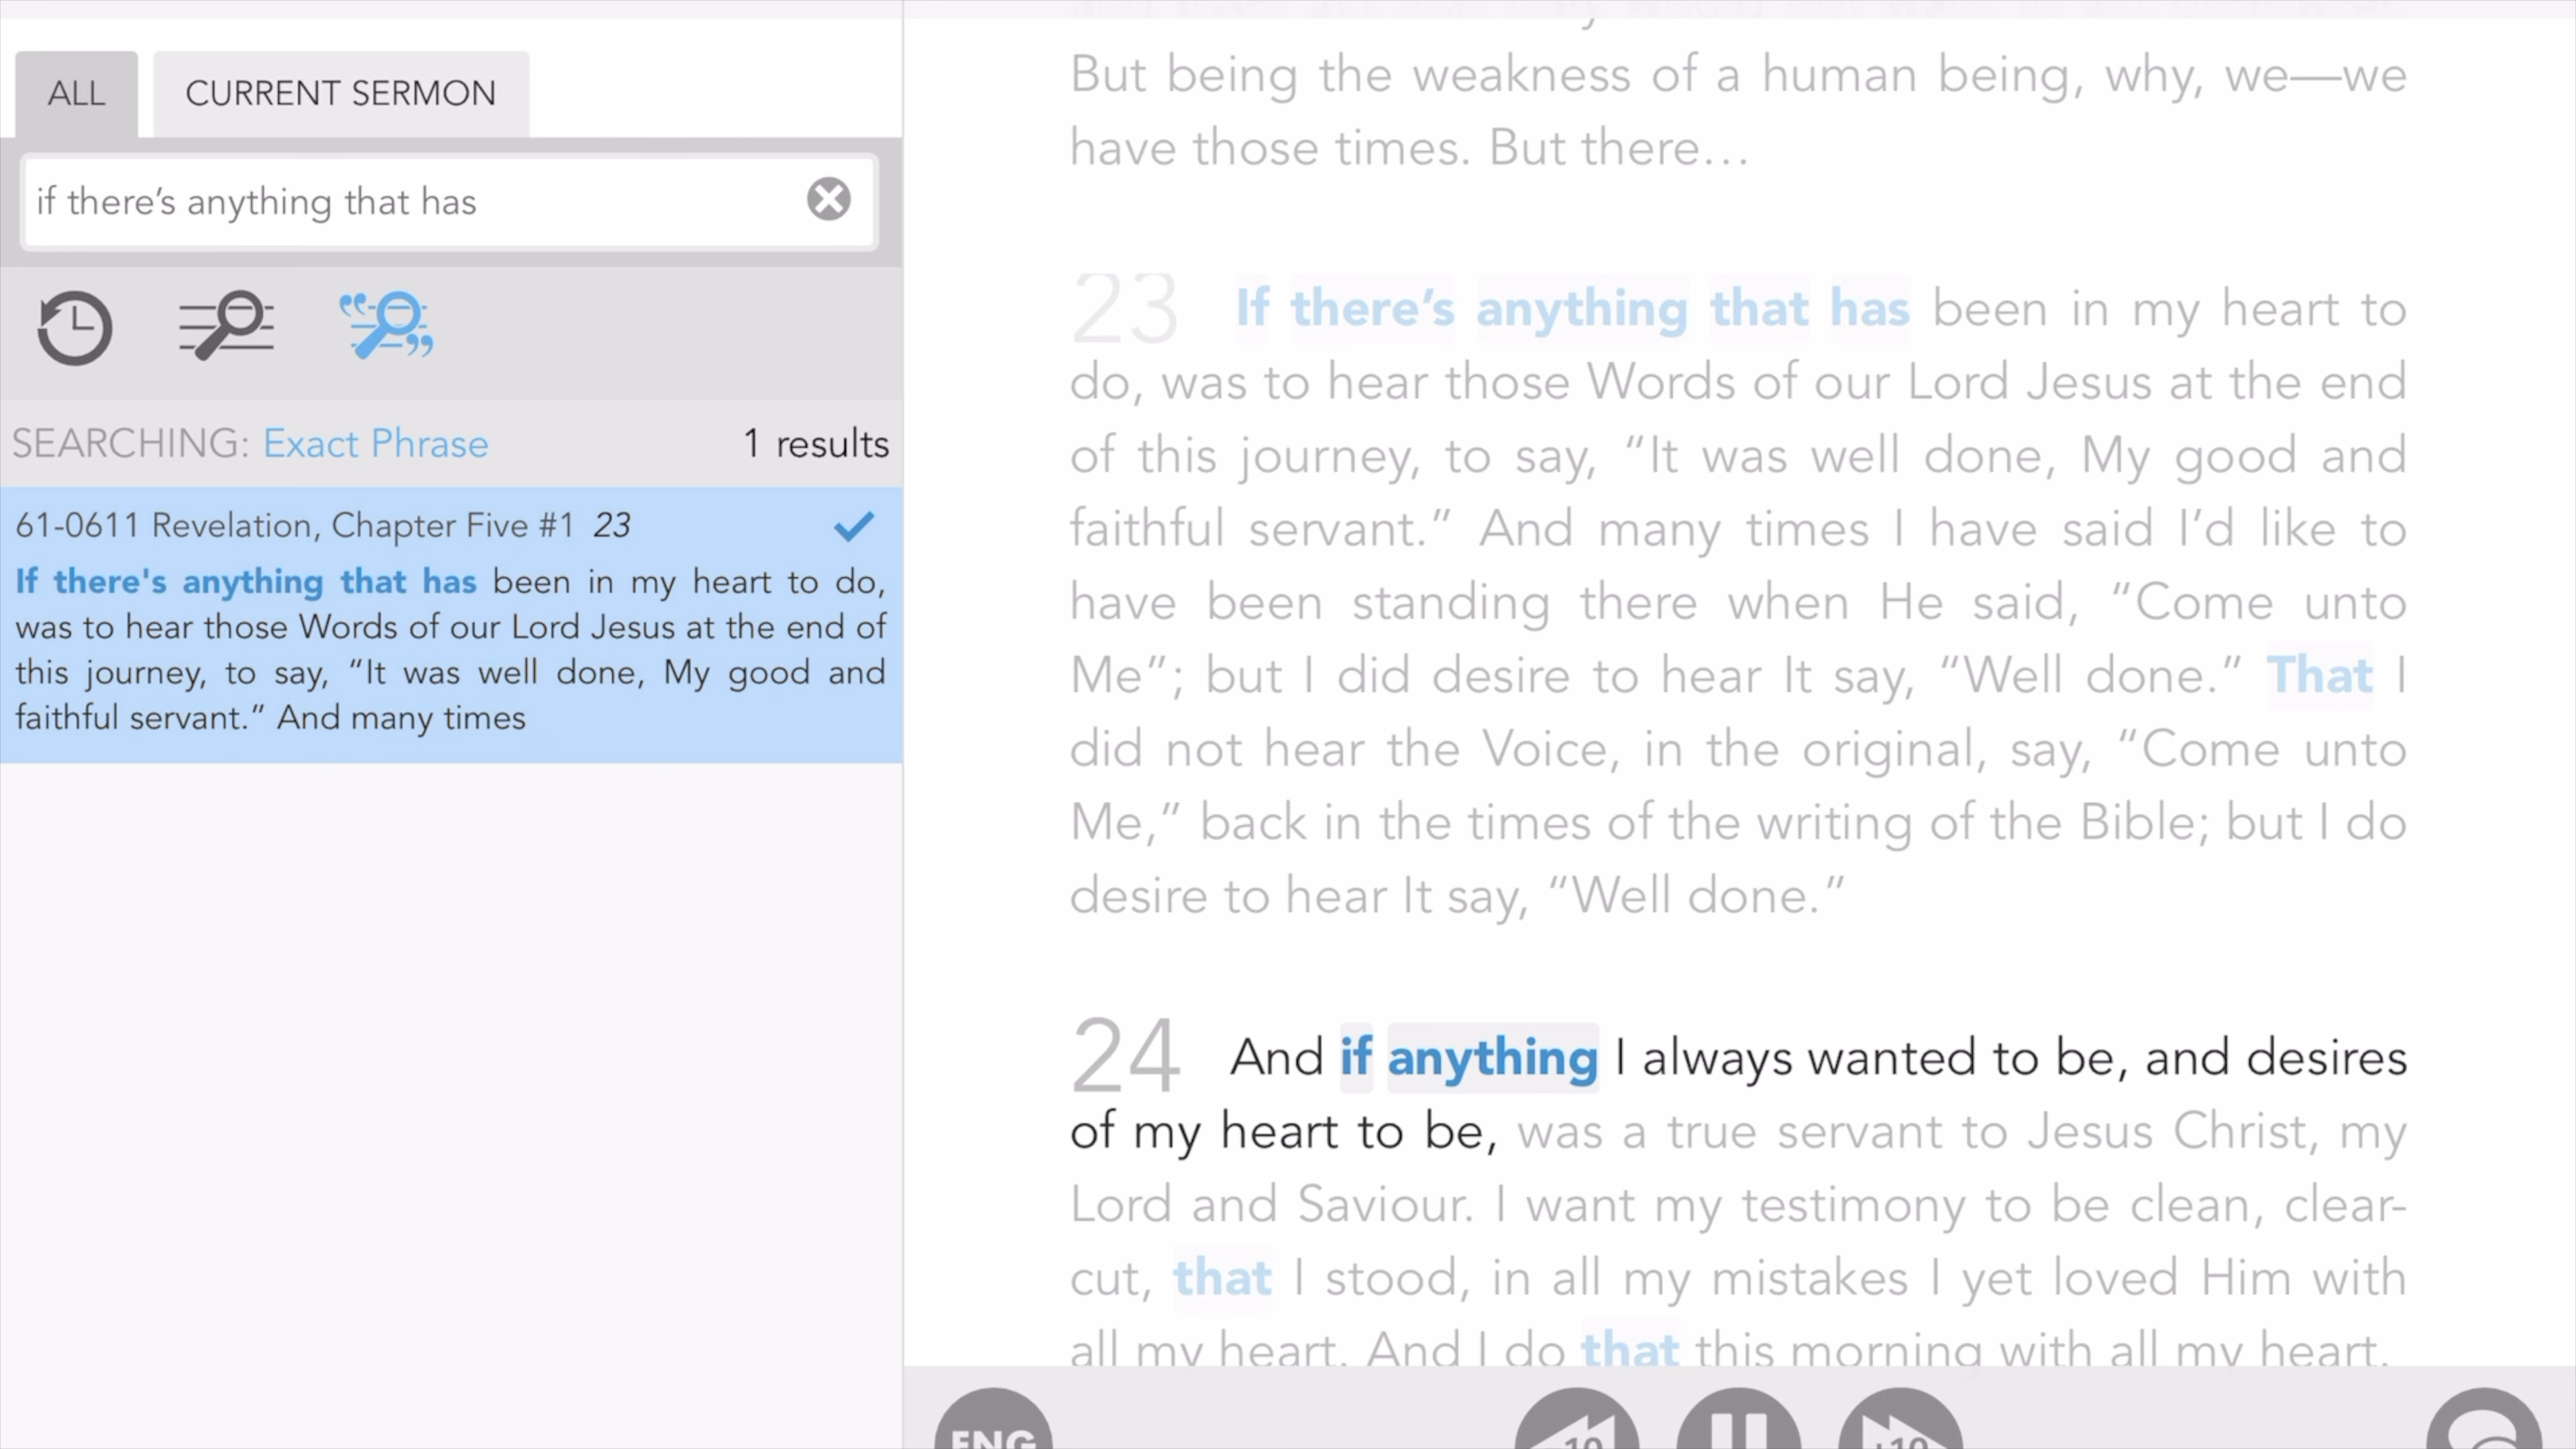 ALL
CURRENT SERMON
if there’s anything that has
SEARCHING: Exact Phrase
1 results
61-0611 Revelation, Chapter Five #1 23
If there's anything that has been in my heart to do,
was to hear those Words of our Lord Jesus at the end of
this journey, to say, “It was well done, My good and
faithful servant.” And many times
But being the weakness of a human being, why, we—we
have those times. But there…
23 If there’s anything that has been in my heart to
do, was to hear those Words of our Lord Jesus at the end
of this journey, to say, “It was well done, My good and
faithful servant.” And many times I have said I’d like to
have been standing there when He said, “Come unto
Me”; but I did desire to hear It say, “Well done.” That I
did not hear the Voice, in the original, say, “Come unto
Me,” back in the times of the writing of the Bible; but I do
desire to hear It say, “Well done.”
24 And if anything I always wanted to be, and desires
of my heart to be, was a true servant to Jesus Christ, my
Lord and Saviour. I want my testimony to be clean, clear-
cut, that I stood, in all my mistakes I yet loved Him with
all my heart. And I do that this morning with all my heart.
ENG
-10
+10